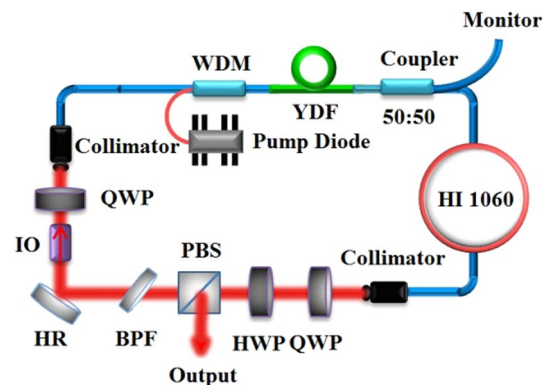 Monitor
WDM
Coupler
YDF
50:50
Collimator
Pump Diode
QWP
HI 1060
IO
PBS
Collimator
HR
BPF
HWP
QWP
Output